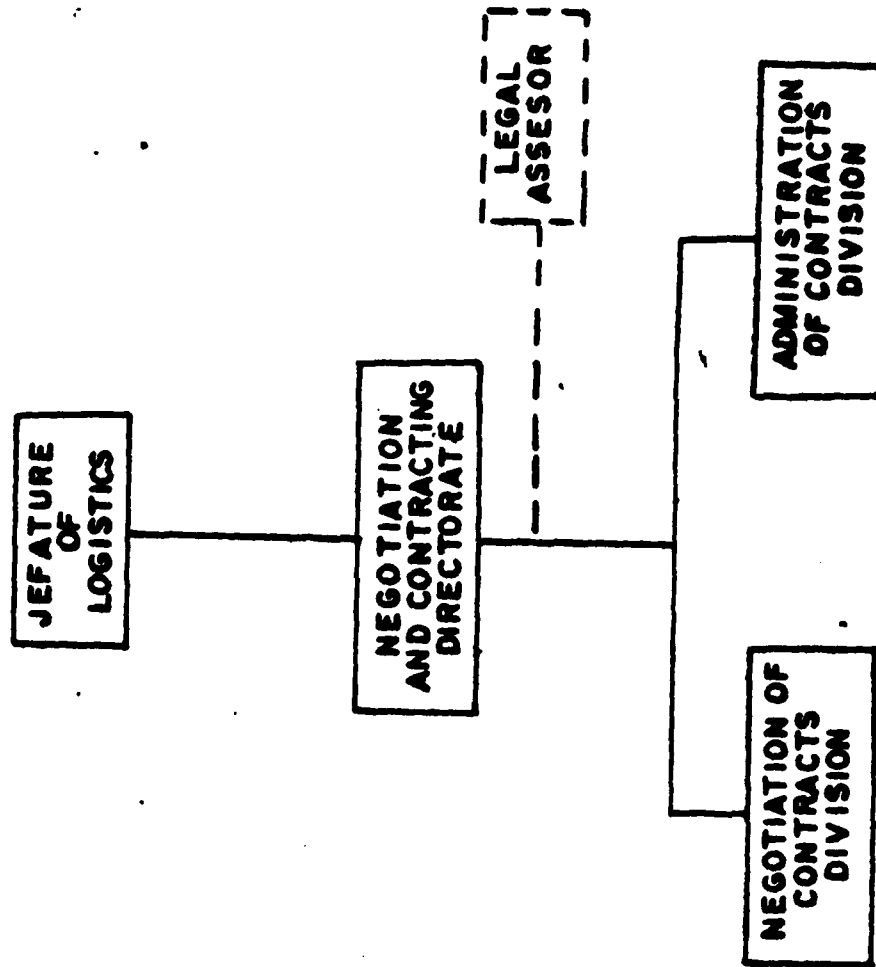 JEFATURE
OF
LOGISTICS
NEGOTIATION
AND CONTRACTING
DIRECTORATE
LEGAL
ASSESOR
NEGOTIATION OF
CONTRACTS
DIVISION
ADMINISTRATION
OF CONTRACTS
DIVISION